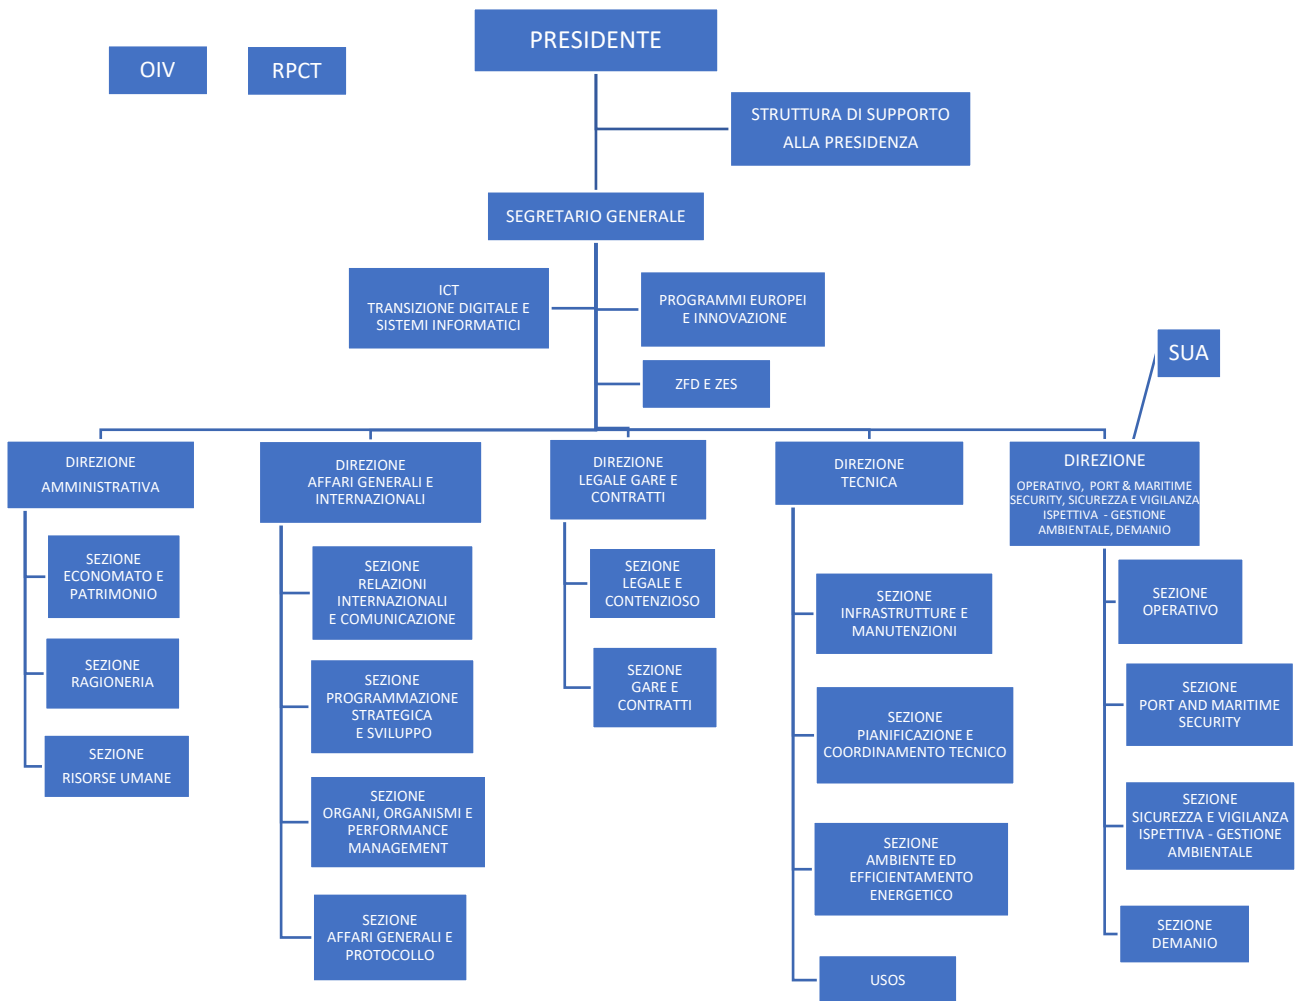 PRESIDENTE
OIV
RPCT
STRUTTURA DI SUPPORTO
ALLA PRESIDENZA
SEGRETARIO GENERALE
ICT
TRANSIZIONE DIGITALE E
SISTEMI INFORMATICI
PROGRAMMI EUROPEI
E INNOVAZIONE
SUA
ZFD E ZES
DIREZIONE
AMMINISTRATIVA
DIREZIONE
AFFARI GENERALI E
INTERNAZIONALI
DIREZIONE
LEGALE GARE E
CONTRATTI
DIREZIONE
TECNICA
DIREZIONE
OPERATIVO, PORT & MARITIME
SECURITY, SICUREZZA E VIGILANZA
ISPETTIVA - GESTIONE
AMBIENTALE, DEMANIO
SEZIONE
ECONOMATO E
PATRIMONIO
SEZIONE
RAGIONERIA
SEZIONE
RISORSE UMANE
SEZIONE
RELAZIONI
INTERNAZIONALI
E COMUNICAZIONE
SEZIONE
PROGRAMMAZIONE
STRATEGICA
E SVILUPPO
SEZIONE
ORGANI, ORGANISMI E
PERFORMANCE
MANAGEMENT
SEZIONE
AFFARI GENERALI E
PROTOCOLLO
SEZIONE
LEGALE E
CONTENZIOSO
SEZIONE
GARE E
CONTRATTI
SEZIONE
INFRASTRUTTURE E
MANUTENZIONI
SEZIONE
PIANIFICAZIONE E
COORDINAMENTO TECNICO
SEZIONE
AMBIENTE ED
EFFICIENTAMENTO
ENERGETICO
USOS
SEZIONE
OPERATIVO
SEZIONE
PORT AND MARITIME
SECURITY
SEZIONE
SICUREZZA E VIGILANZA
ISPETTIVA - GESTIONE
AMBIENTALE
SEZIONE
DEMANIO